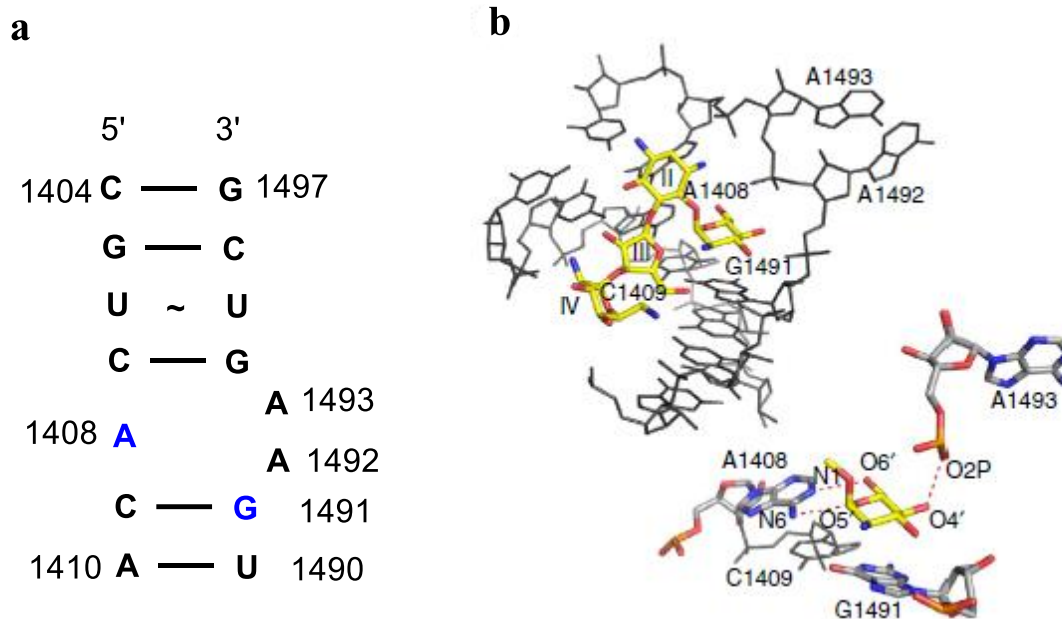 a
5' 3'
1404 C G 1497
G C
U ~ U
C G
A 1493
1408 A
A 1492
C G 1491
1410 A U 1490
b
A1493
II
A1408
A1492
III
G1491
IV C1409
A1493
A1408
N1 O6′
O2P
N6 O5′ O4′
C1409
G1491